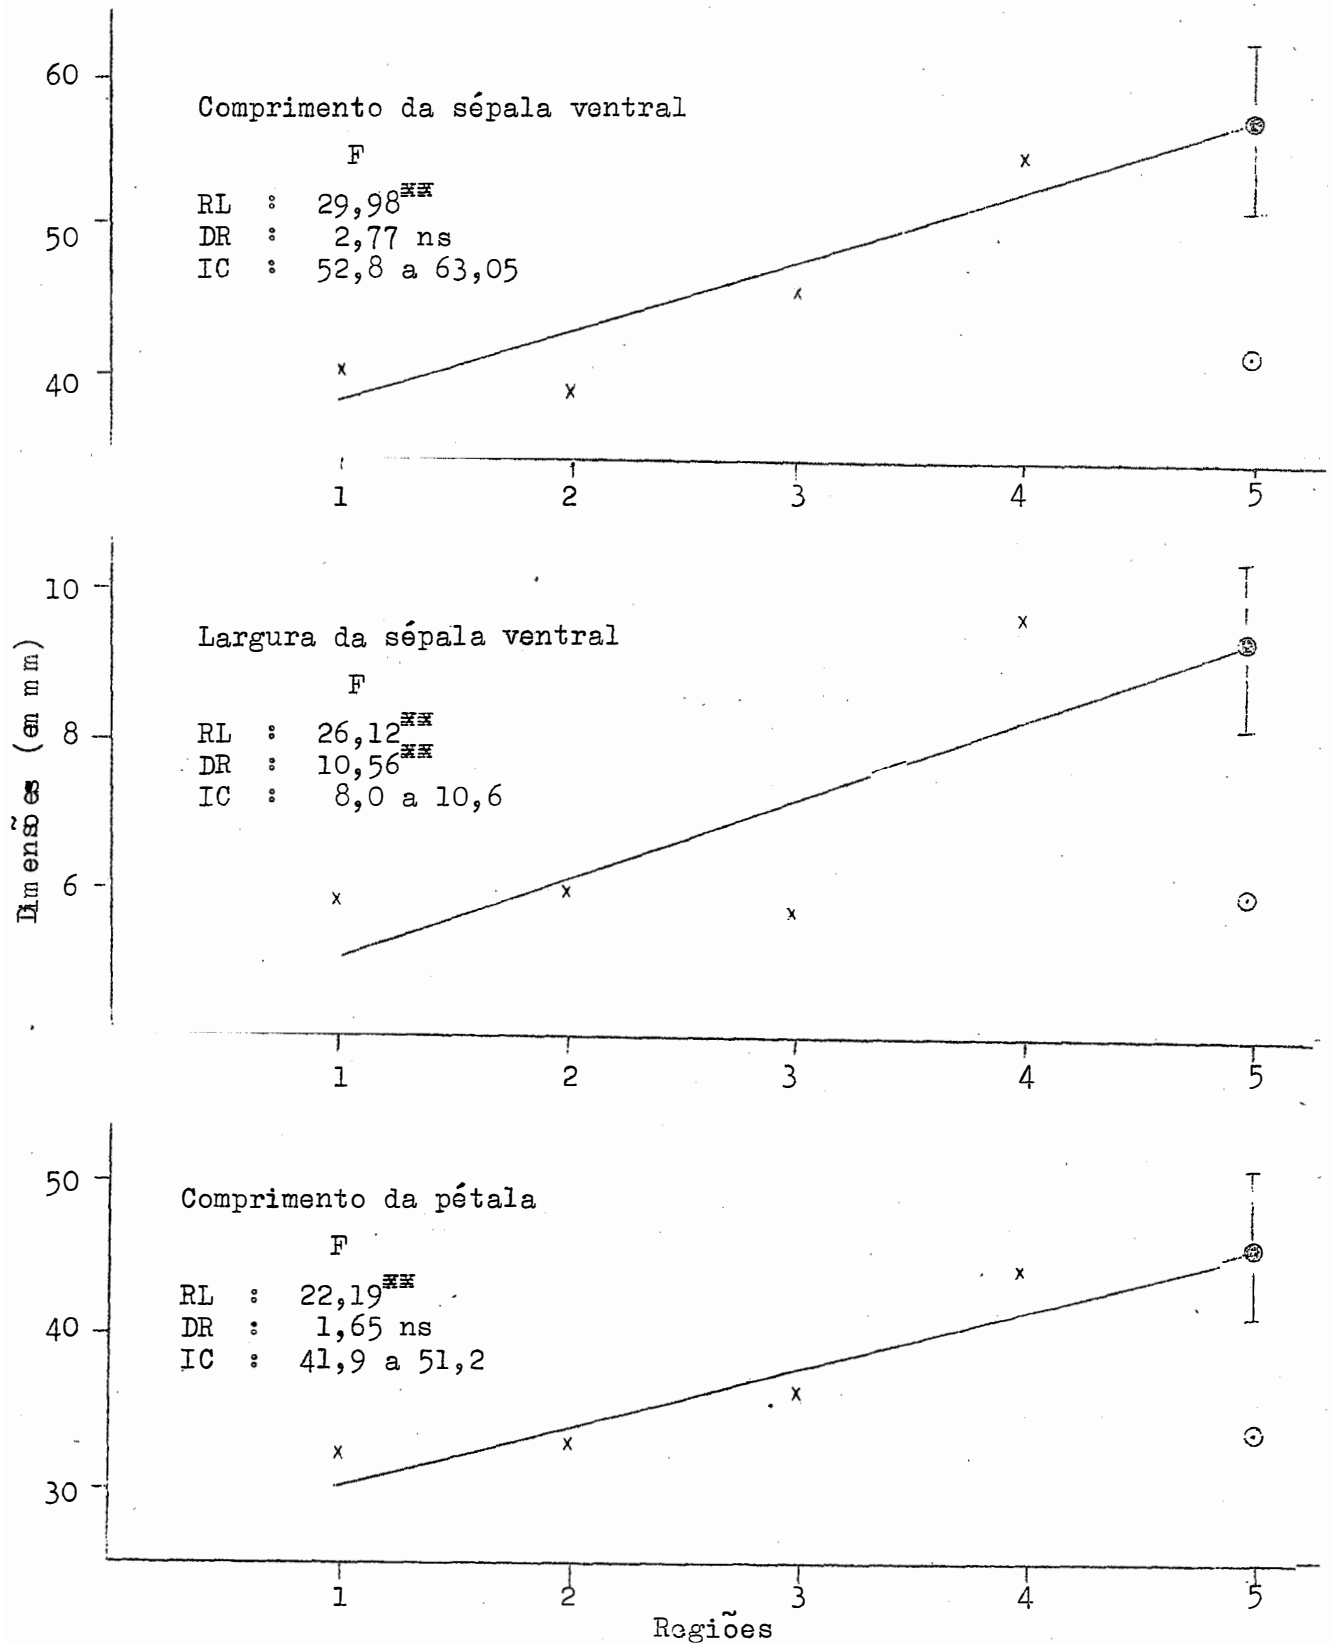 60
Comprimento da sépala ventral
F
RL : 29,98**
50
DR : 2,77 ns
IC : 52,8 a 63,05
40
1 2 3 4 5
Dimensões (em mm)
10
Largura da sépala ventral
F
8
RL : 26,12**
DR : 10,56**
IC : 8,0 a 10,6
6
1 2 3 4 5
50
Comprimento da pétala
F
RL : 22,19**
40
DR : 1,65 ns
IC : 41,9 a 51,2
30
1 2 3 4 5
Regiões